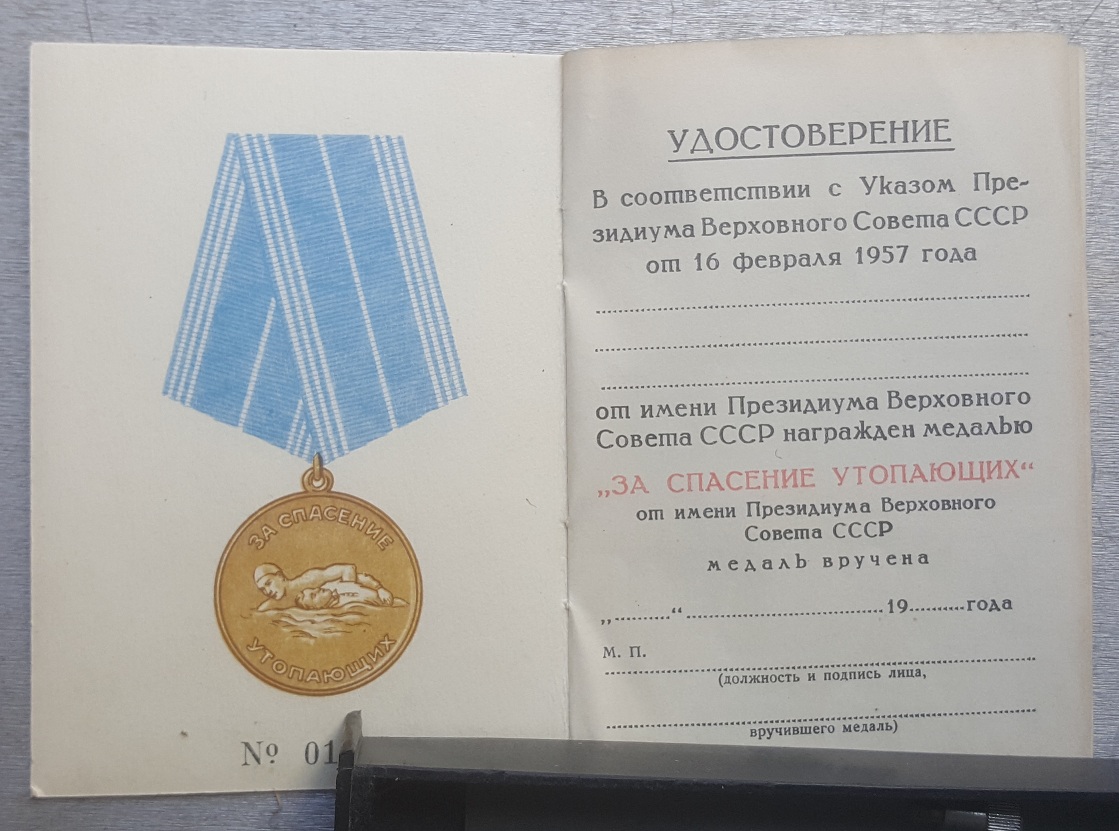 ЗА СПАСЕНИЕ
УТОПАЮЩИХ
№ 01
УДОСТОВЕРЕНИЕ
В соответствии с Указом Пре-
зидиума Верховного Совета СССР
от 16 февраля 1957 года
от имени Президиума Верховного
Совета СССР награжден медалью
„ЗА СПАСЕНИЕ УТОПАЮЩИХ“
от имени Президиума Верховного
Совета СССР
медаль вручена
„..........“..................................19..........года
М. П.
(должность и подпись лица,
вручившего медаль)